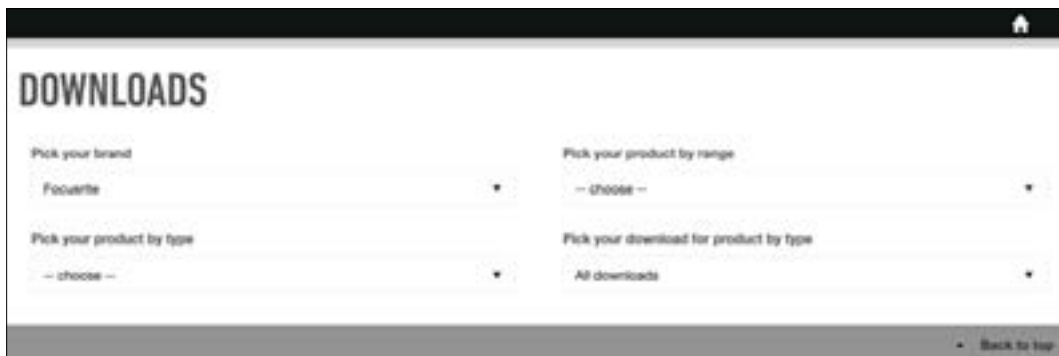 DOWNLOADS
Pick your brand
Focusrite
Pick your product by range
-- choose --
Pick your product by type
-- choose --
Pick your download for product by type
All downloads
Back to top